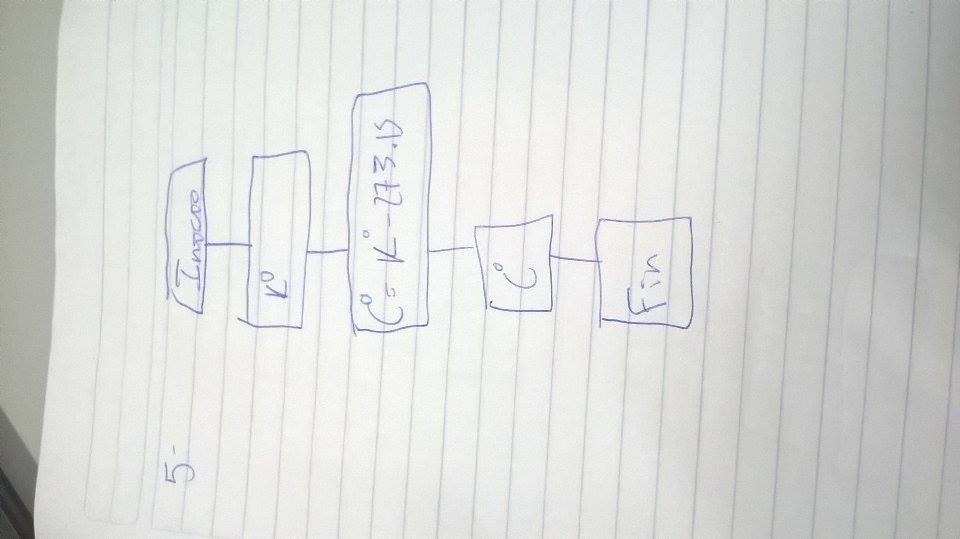 5-
Inicio
K°
C° = K° - 273.15
C°
Fin